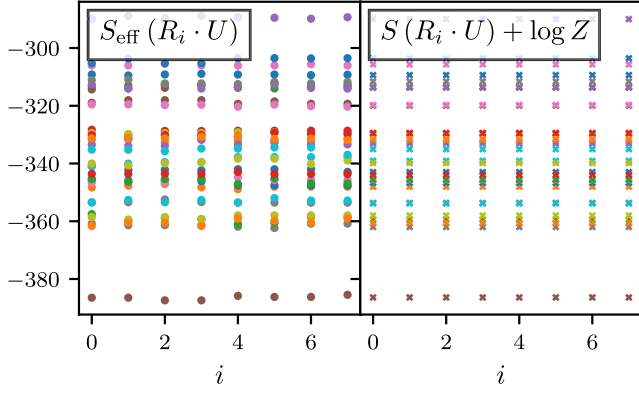 S_eff (R_i · U)
S (R_i · U) + log Z
−300
−320
−340
−360
−380
0 2 4 6
0 2 4 6
i
i